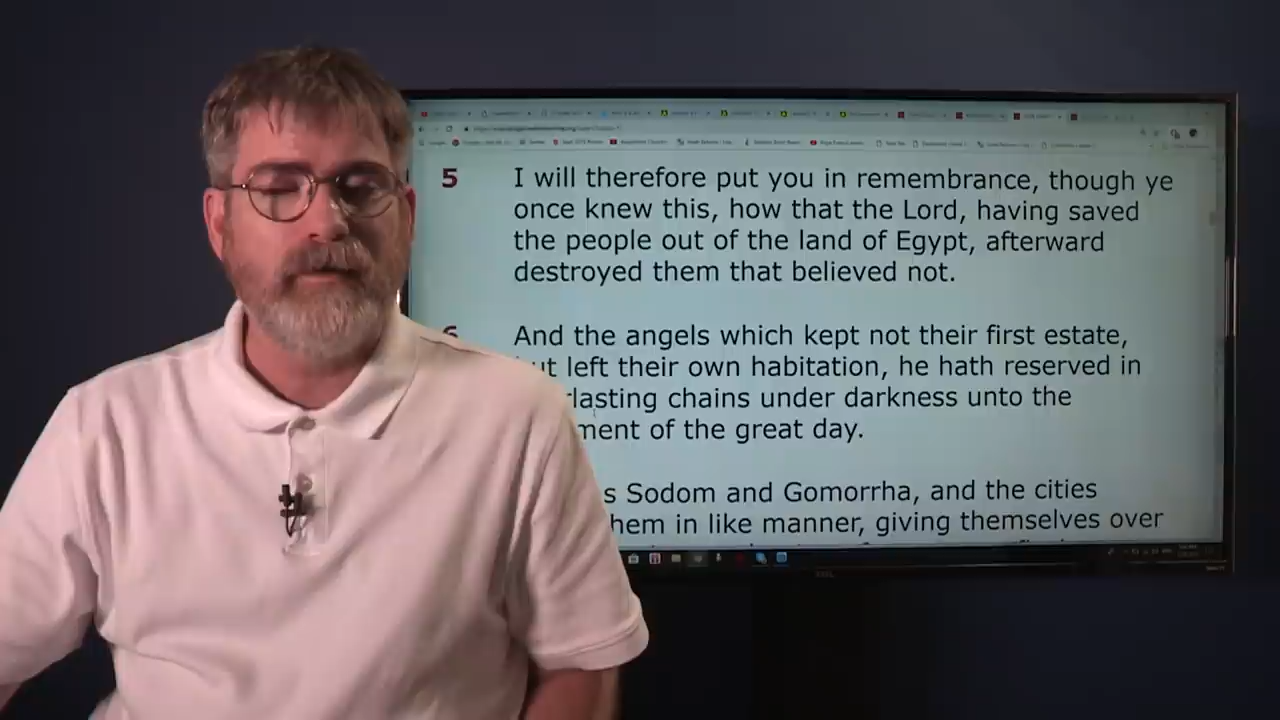 5 I will therefore put you in remembrance, though ye
once knew this, how that the Lord, having saved
the people out of the land of Egypt, afterward
destroyed them that believed not.
6 And the angels which kept not their first estate,
ut left their own habitation, he hath reserved in
rlasting chains under darkness unto the
ment of the great day.
s Sodom and Gomorrha, and the cities
hem in like manner, giving themselves over